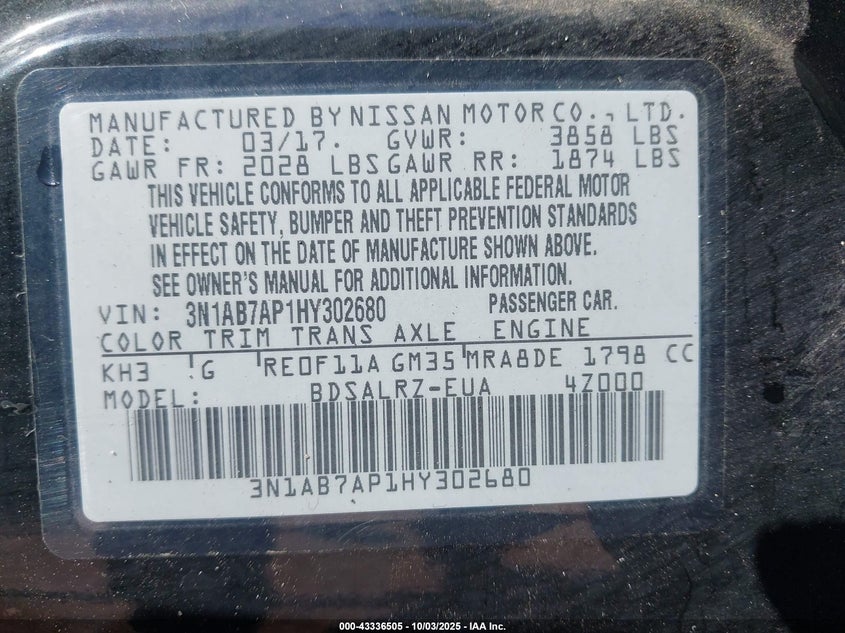 MANUFACTURED BY NISSAN MOTOR CO., LTD.
DATE: 03/17. GVWR: 3858 LBS
GAWR FR: 2028 LBS GAWR RR: 1874 LBS
THIS VEHICLE CONFORMS TO ALL APPLICABLE FEDERAL MOTOR
VEHICLE SAFETY, BUMPER AND THEFT PREVENTION STANDARDS
IN EFFECT ON THE DATE OF MANUFACTURE SHOWN ABOVE.
SEE OWNER'S MANUAL FOR ADDITIONAL INFORMATION.
VIN: 3N1AB7AP1HY302680 PASSENGER CAR.
COLOR TRIM TRANS AXLE ENGINE
KH3 G RE0F11A GM35 MRA8DE 1798 CC
MODEL: BDSALRZ-EUA 4Z000
3N1AB7AP1HY302680
000-43336505 - 10/03/2025 - IAA Inc.